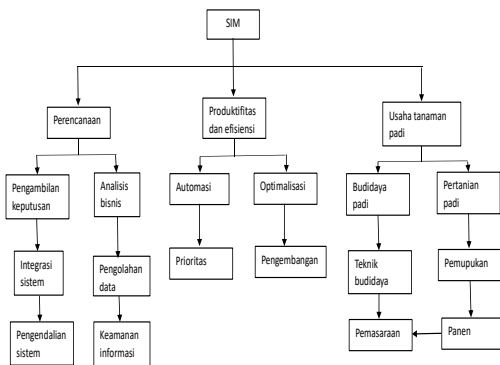 SIM
Perencanaan
Produktifitas
dan efisiensi
Usaha tanaman
padi
Pengambilan
keputusan
Analisis
bisnis
Automasi
Optimalisasi
Budidaya
padi
Pertanian
padi
Integrasi
sistem
Pengolahan
data
Prioritas
Pengembangan
Teknik
budidaya
Pemupukan
Pengendalian
sistem
Keamanan
informasi
Pemasaraan
Panen